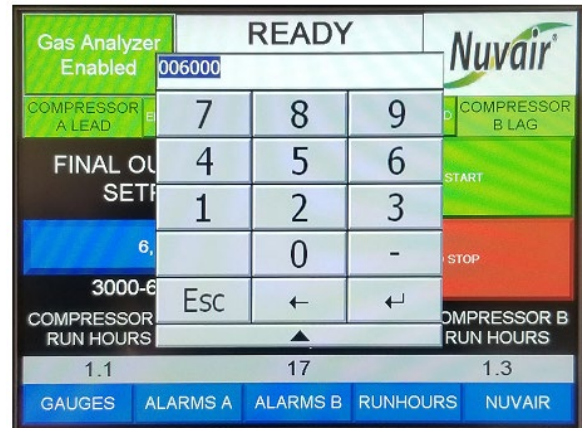 Gas Analyzer
Enabled
READY
Nuvair
006000
COMPRESSOR
A LEAD
COMPRESSOR
B LAG
7 8 9
4 5 6
1 2 3
0 -
Esc ← ↵
▲
FINAL OU
SETP
START
6,
STOP
3000-6
COMPRESSOR
RUN HOURS
OMPRESSOR B
RUN HOURS
1.1 17 1.3
GAUGES ALARMS A ALARMS B RUNHOURS NUVAIR